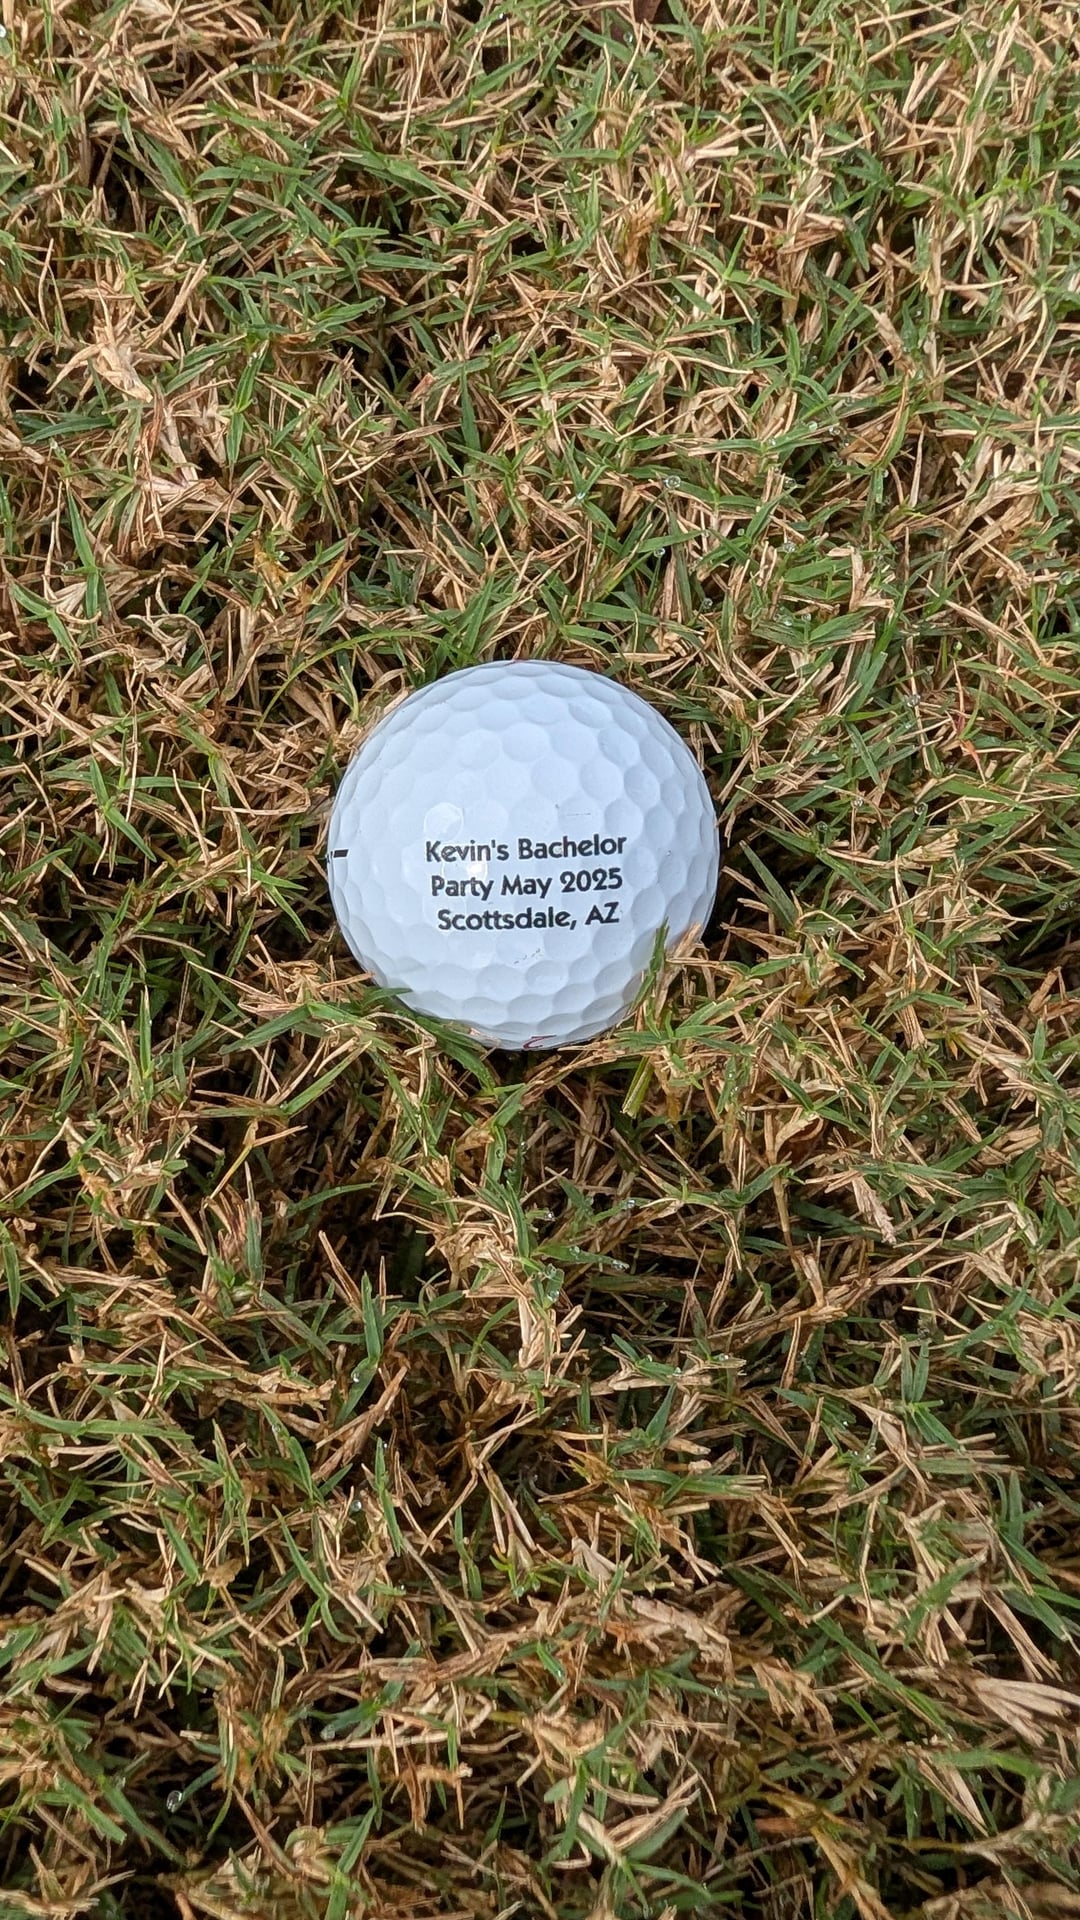 Kevin's Bachelor
Party May 2025
Scottsdale, AZ